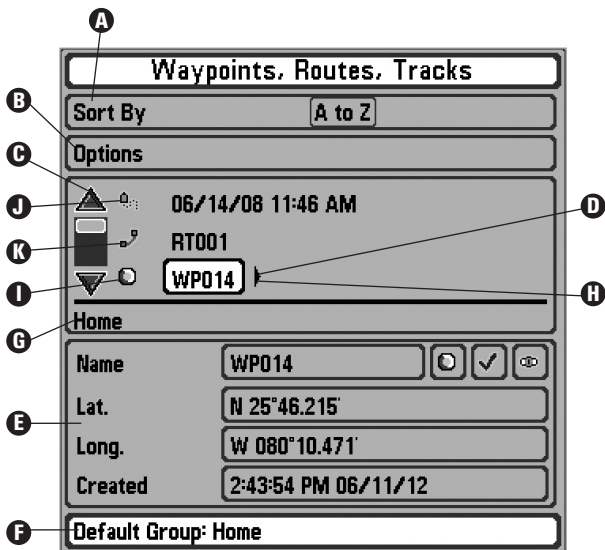 A
Waypoints, Routes, Tracks
B
Sort By A to Z
Options
C
J 06/14/08 11:46 AM D
K RT001
I WP014 H
G Home
Name WP014
Lat. N 25°46.215'
E
Long. W 080°10.471'
Created 2:43:54 PM 06/11/12
F Default Group: Home